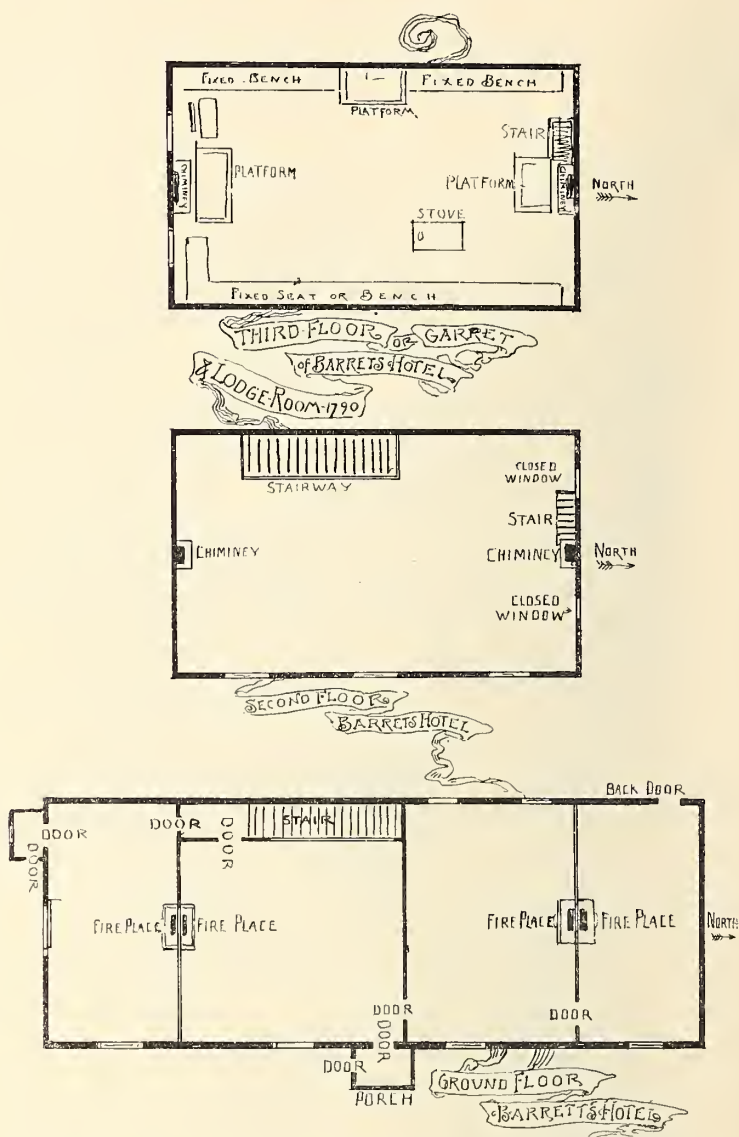 FIXED BENCH
FIXED BENCH
PLATFORM
STAIR
PLATFORM
PLATFORM
CHIMINEY
CHIMINEY
NORTH
STOVE
FIXED SEAT OR BENCH
THIRD FLOOR OR GARRET
of BARRETS HOTEL
& LODGE ROOM 1790
STAIRWAY
CLOSED
WINDOW
STAIR
CHIMINEY
CHIMINEY
NORTH
CLOSED
WINDOW
SECOND FLOOR
BARRETS HOTEL
BACK DOOR
DOOR
DOOR
DOOR
DOOR
STAIR
FIRE PLACE
FIRE PLACE
FIRE PLACE
FIRE PLACE
NORTH
DOOR
DOOR
DOOR
DOOR
PORCH
GROUND FLOOR
BARRETTS HOTEL